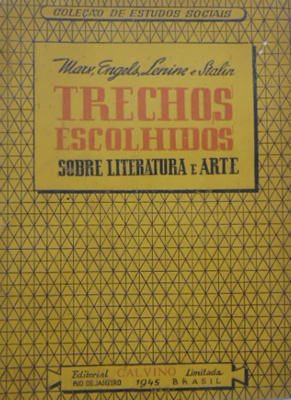 COLEÇÃO DE ESTUDOS SOCIAIS
Marx, Engels, Lenine e Stalin
TRECHOS
ESCOLHIDOS
SOBRE LITERATURA E ARTE
Editorial CALVINO Limitada
RIO DE JANEIRO 1945 BRASIL